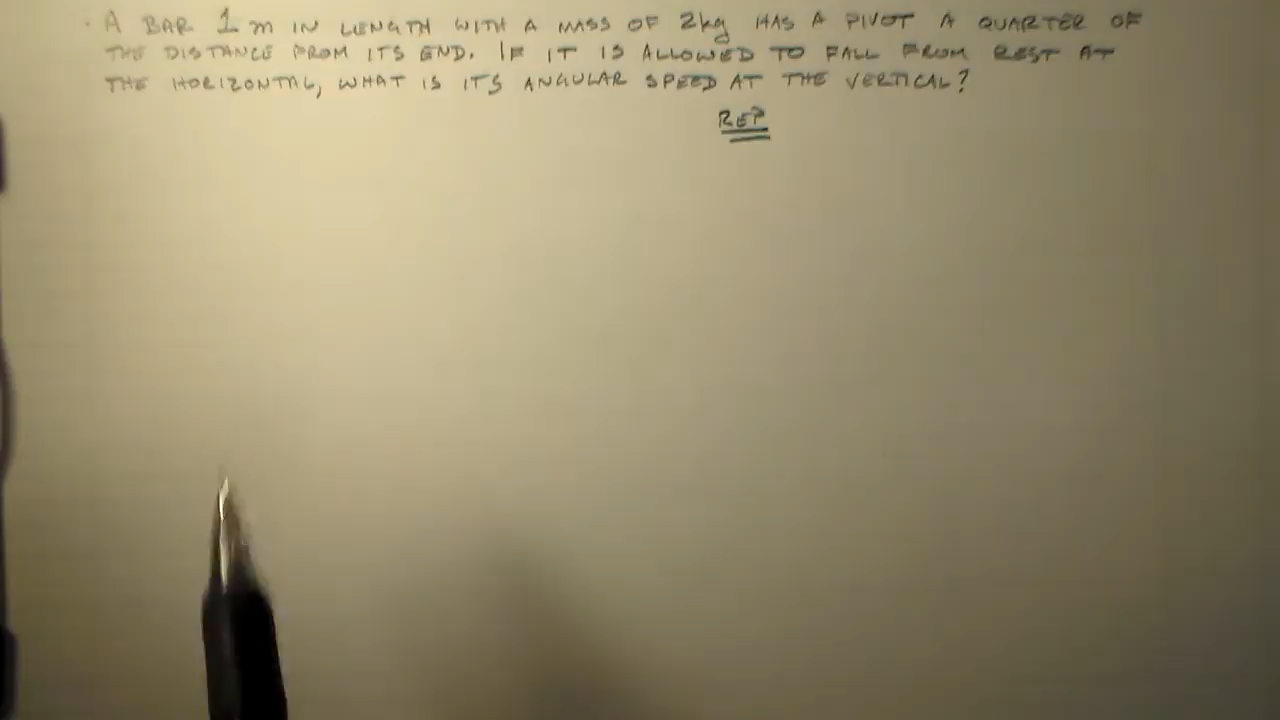 A BAR 1 m IN LENGTH WITH A MASS OF 2kg HAS A PIVOT A QUARTER OF
THE DISTANCE FROM ITS END. IF IT IS ALLOWED TO FALL FROM REST AT
THE HORIZONTAL, WHAT IS ITS ANGULAR SPEED AT THE VERTICAL?
REP